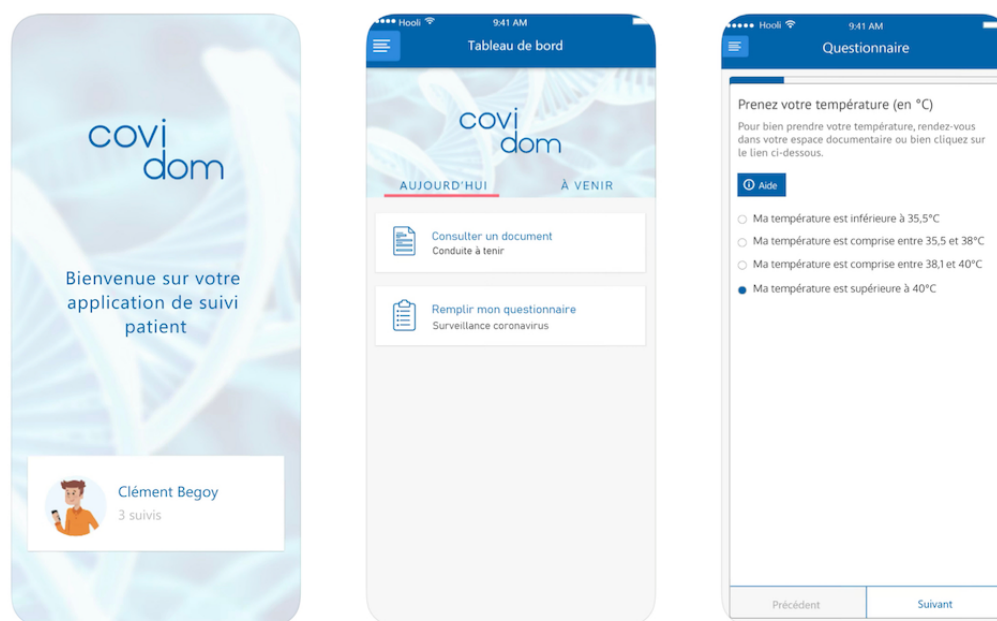 covi
dom
Bienvenue sur votre
application de suivi
patient
Clément Begoy
3 suivis
Hooli 9:41 AM
Tableau de bord
covi
dom
AUJOURD'HUI À VENIR
Consulter un document
Conduite à tenir
Remplir mon questionnaire
Surveillance coronavirus
Hooli 9:41 AM
Questionnaire
Prenez votre température (en °C)
Pour bien prendre votre température, rendez-vous
dans votre espace documentaire ou bien cliquez sur
le lien ci-dessous.
Aide
Ma température est inférieure à 35,5°C
Ma température est comprise entre 35,5 et 38°C
Ma température est comprise entre 38,1 et 40°C
Ma température est supérieure à 40°C
Précédent Suivant